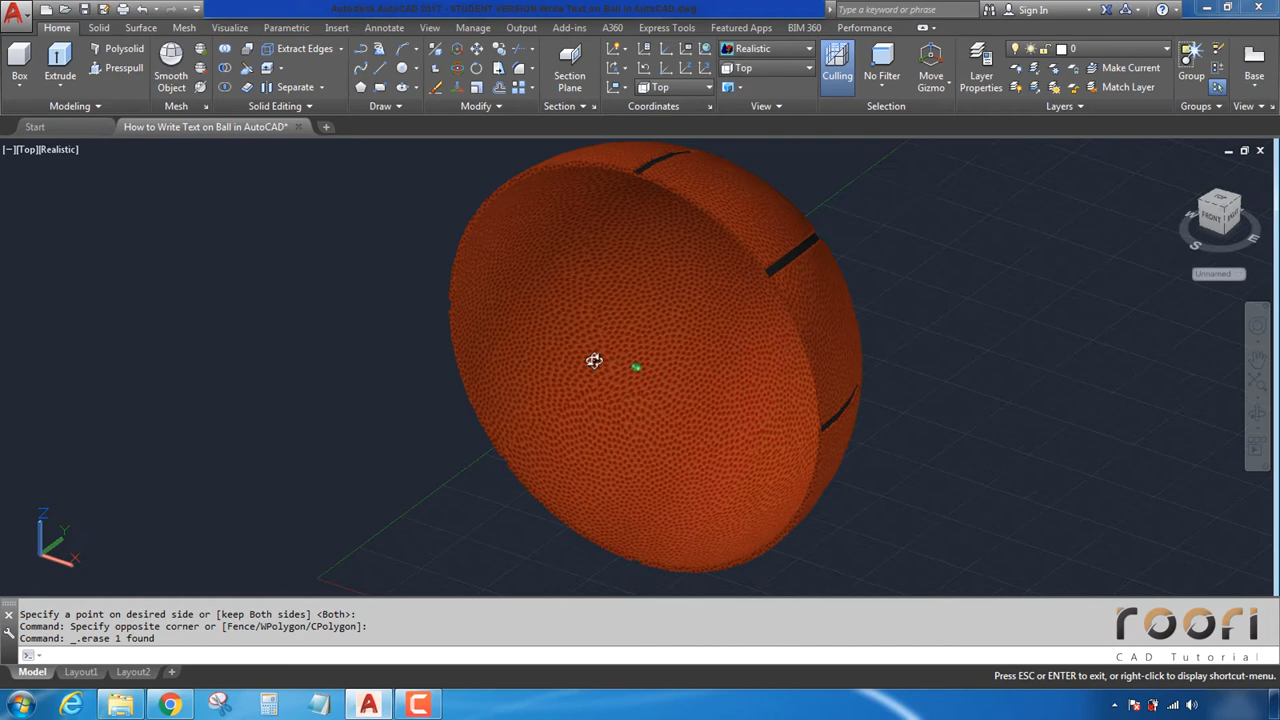 Autodesk AutoCAD 2017 - STUDENT VERSION Write Text on Ball in AutoCAD.dwg
Type a keyword or phrase
Sign In
Home Solid Surface Mesh Visualize Parametric Insert Annotate View Manage Output Add-ins A360 Express Tools Featured Apps BIM 360 Performance
Box
Extrude
Polysolid
Presspull
Smooth Object
Extract Edges
Separate
Section Plane
Realistic
Top
Top
Culling
No Filter
Move Gizmo
Layer Properties
0
Make Current
Match Layer
Group
Base
Modeling Mesh Solid Editing Draw Modify Section Coordinates View Selection Layers Groups View
Start
How to Write Text on Ball in AutoCAD*
[−][Top][Realistic]
TOP
FRONT
W
S
E
Unnamed
Z
Y
X
Specify a point on desired side or [keep Both sides] <Both>:
Command: Specify opposite corner or [Fence/WPolygon/CPolygon]:
Command: _.erase 1 found
roofi
CAD Tutorial
Model Layout1 Layout2
Press ESC or ENTER to exit, or right-click to display shortcut-menu.